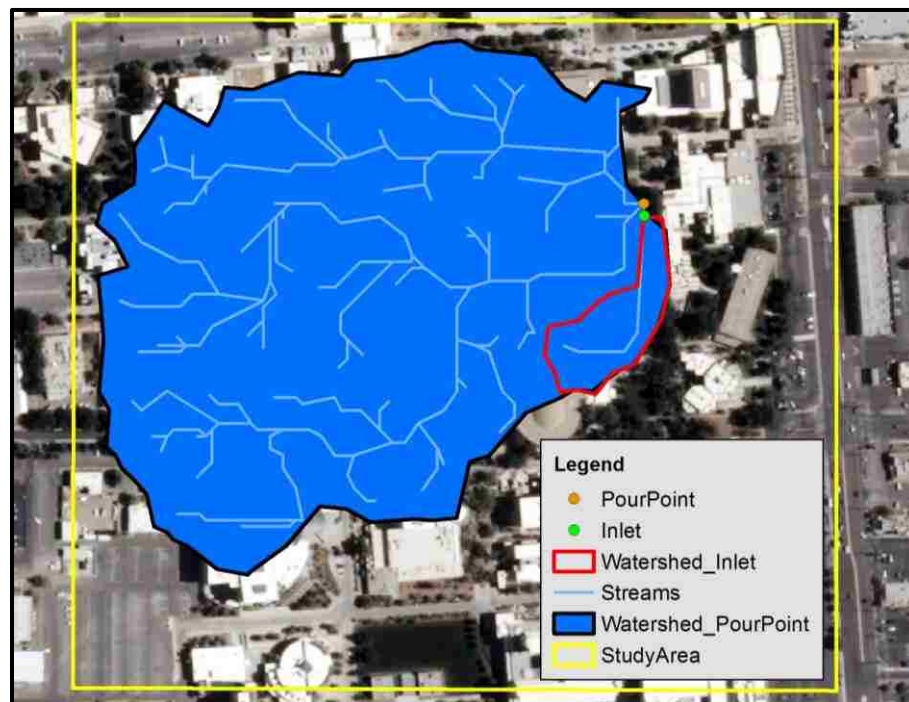 Legend
PourPoint
Inlet
Watershed_Inlet
Streams
Watershed_PourPoint
StudyArea